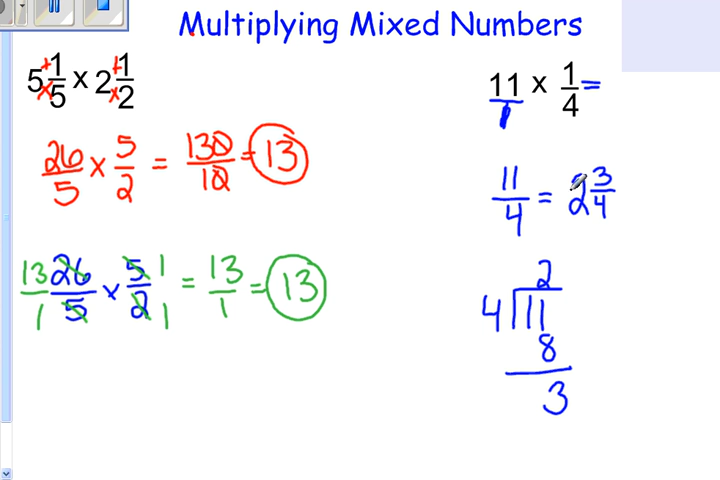 Multiplying Mixed Numbers
5 1/5 x 2 1/2
26/5 x 5/2 = 130/10 = 13
13/1 26/5 x 5/2 1/1 = 13/1 = 13
11/1 x 1/4 =
11/4 = 2 3/4
2
4 11
8
3